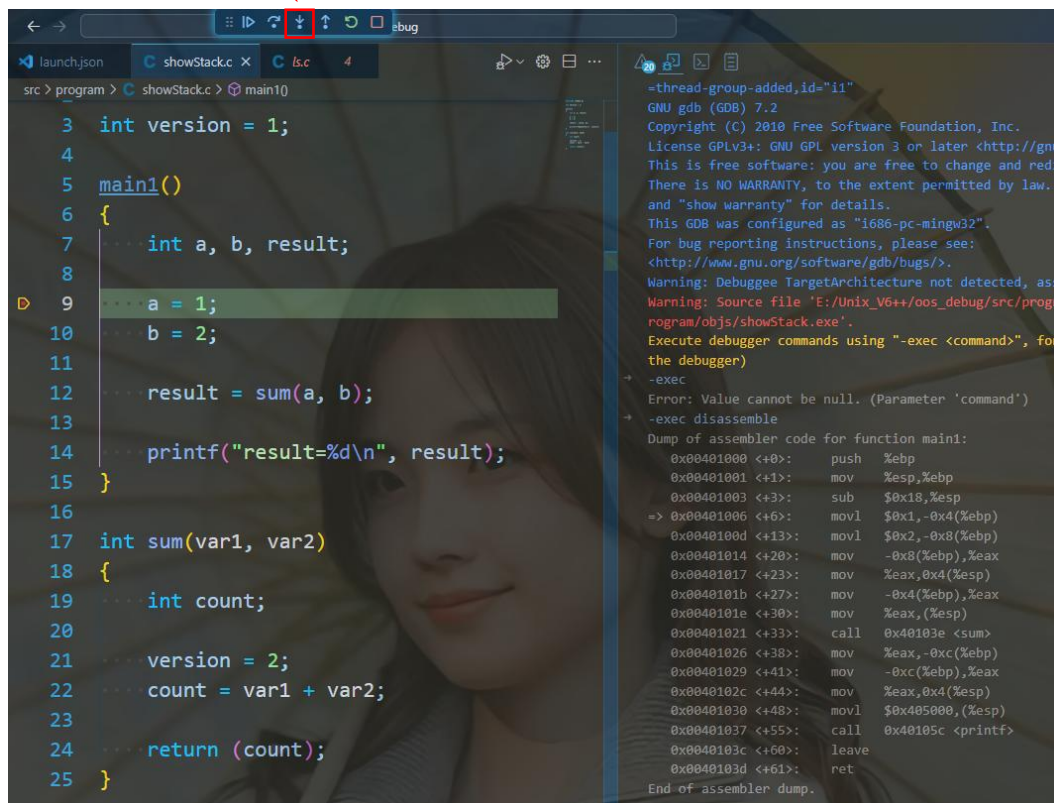 ebug
launch.json
C showStack.c ×
C ls.c 4
src > program > C showStack.c > main1()
3 int version = 1;
4
5 main1()
6 {
7 int a, b, result;
8
9 a = 1;
10 b = 2;
11
12 result = sum(a, b);
13
14 printf("result=%d\n", result);
15 }
16
17 int sum(var1, var2)
18 {
19 int count;
20
21 version = 2;
22 count = var1 + var2;
23
24 return (count);
25 }
20
=thread-group-added,id="i1"
GNU gdb (GDB) 7.2
Copyright (C) 2010 Free Software Foundation, Inc.
License GPLv3+: GNU GPL version 3 or later <http://gn
This is free software: you are free to change and red
There is NO WARRANTY, to the extent permitted by law.
and "show warranty" for details.
This GDB was configured as "i686-pc-mingw32".
For bug reporting instructions, please see:
<http://www.gnu.org/software/gdb/bugs/>.
Warning: Debuggee TargetArchitecture not detected, as
Warning: Source file 'E:/Unix_V6++/oos_debug/src/prog
rogram/objs/showStack.exe'.
Execute debugger commands using "-exec <command>", fo
the debugger)
-exec
Error: Value cannot be null. (Parameter 'command')
-exec disassemble
Dump of assembler code for function main1:
0x00401000 <+0>: push %ebp
0x00401001 <+1>: mov %esp,%ebp
0x00401003 <+3>: sub $0x18,%esp
=> 0x00401006 <+6>: movl $0x1,-0x4(%ebp)
0x0040100d <+13>: movl $0x2,-0x8(%ebp)
0x00401014 <+20>: mov -0x8(%ebp),%eax
0x00401017 <+23>: mov %eax,0x4(%esp)
0x0040101b <+27>: mov -0x4(%ebp),%eax
0x0040101e <+30>: mov %eax,(%esp)
0x00401021 <+33>: call 0x40103e <sum>
0x00401026 <+38>: mov %eax,-0xc(%ebp)
0x00401029 <+41>: mov -0xc(%ebp),%eax
0x0040102c <+44>: mov %eax,0x4(%esp)
0x00401030 <+48>: movl $0x405000,(%esp)
0x00401037 <+55>: call 0x40105c <printf>
0x0040103c <+60>: leave
0x0040103d <+61>: ret
End of assembler dump.